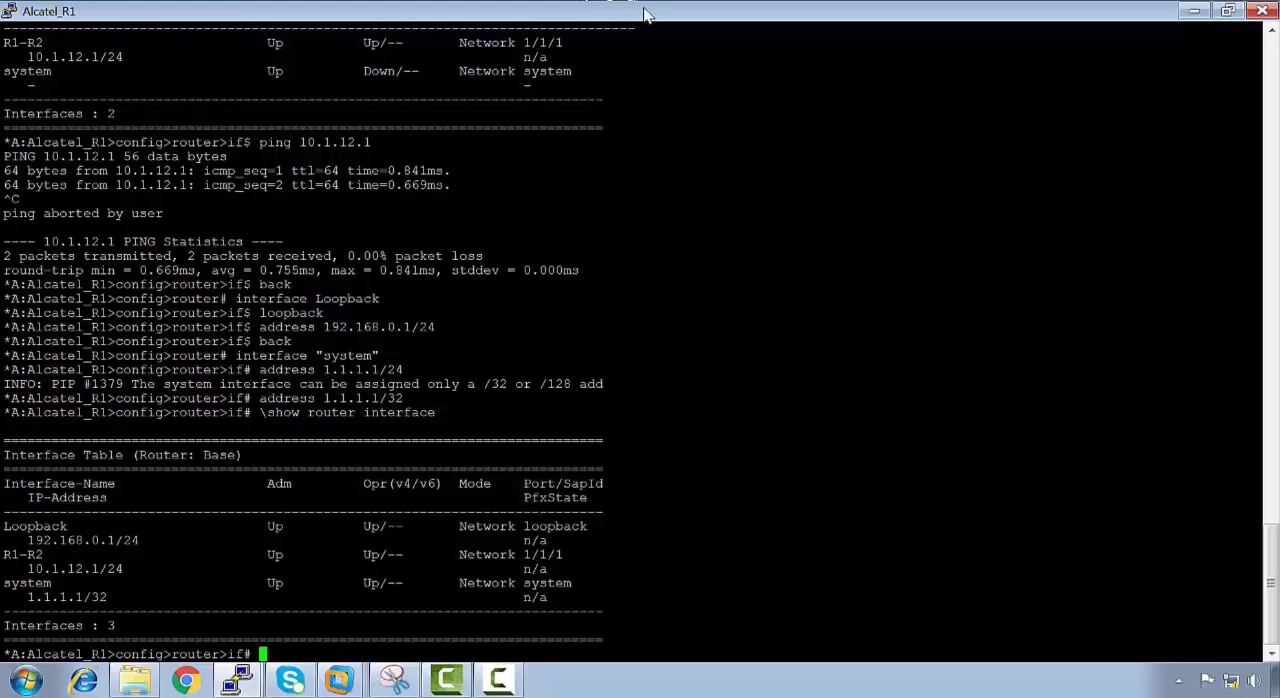 Alcatel_R1
-------------------------------------------------------------------------------
R1-R2 Up Up/-- Network 1/1/1
10.1.12.1/24 n/a
system Up Down/-- Network system
- -
---------------------------------------------------------------------------
Interfaces : 2
===========================================================================
*A:Alcatel_R1>config>router>if$ ping 10.1.12.1
PING 10.1.12.1 56 data bytes
64 bytes from 10.1.12.1: icmp_seq=1 ttl=64 time=0.841ms.
64 bytes from 10.1.12.1: icmp_seq=2 ttl=64 time=0.669ms.
^C
ping aborted by user
---- 10.1.12.1 PING Statistics ----
2 packets transmitted, 2 packets received, 0.00% packet loss
round-trip min = 0.669ms, avg = 0.755ms, max = 0.841ms, stddev = 0.000ms
*A:Alcatel_R1>config>router>if$ back
*A:Alcatel_R1>config>router# interface Loopback
*A:Alcatel_R1>config>router>if$ loopback
*A:Alcatel_R1>config>router>if$ address 192.168.0.1/24
*A:Alcatel_R1>config>router>if$ back
*A:Alcatel_R1>config>router# interface "system"
*A:Alcatel_R1>config>router>if# address 1.1.1.1/24
INFO: PIP #1379 The system interface can be assigned only a /32 or /128 add
*A:Alcatel_R1>config>router>if# address 1.1.1.1/32
*A:Alcatel_R1>config>router>if# \show router interface
===========================================================================
Interface Table (Router: Base)
===========================================================================
Interface-Name Adm Opr(v4/v6) Mode Port/SapId
IP-Address PfxState
---------------------------------------------------------------------------
Loopback Up Up/-- Network loopback
192.168.0.1/24 n/a
R1-R2 Up Up/-- Network 1/1/1
10.1.12.1/24 n/a
system Up Up/-- Network system
1.1.1.1/32 n/a
---------------------------------------------------------------------------
Interfaces : 3
===========================================================================
*A:Alcatel_R1>config>router>if#